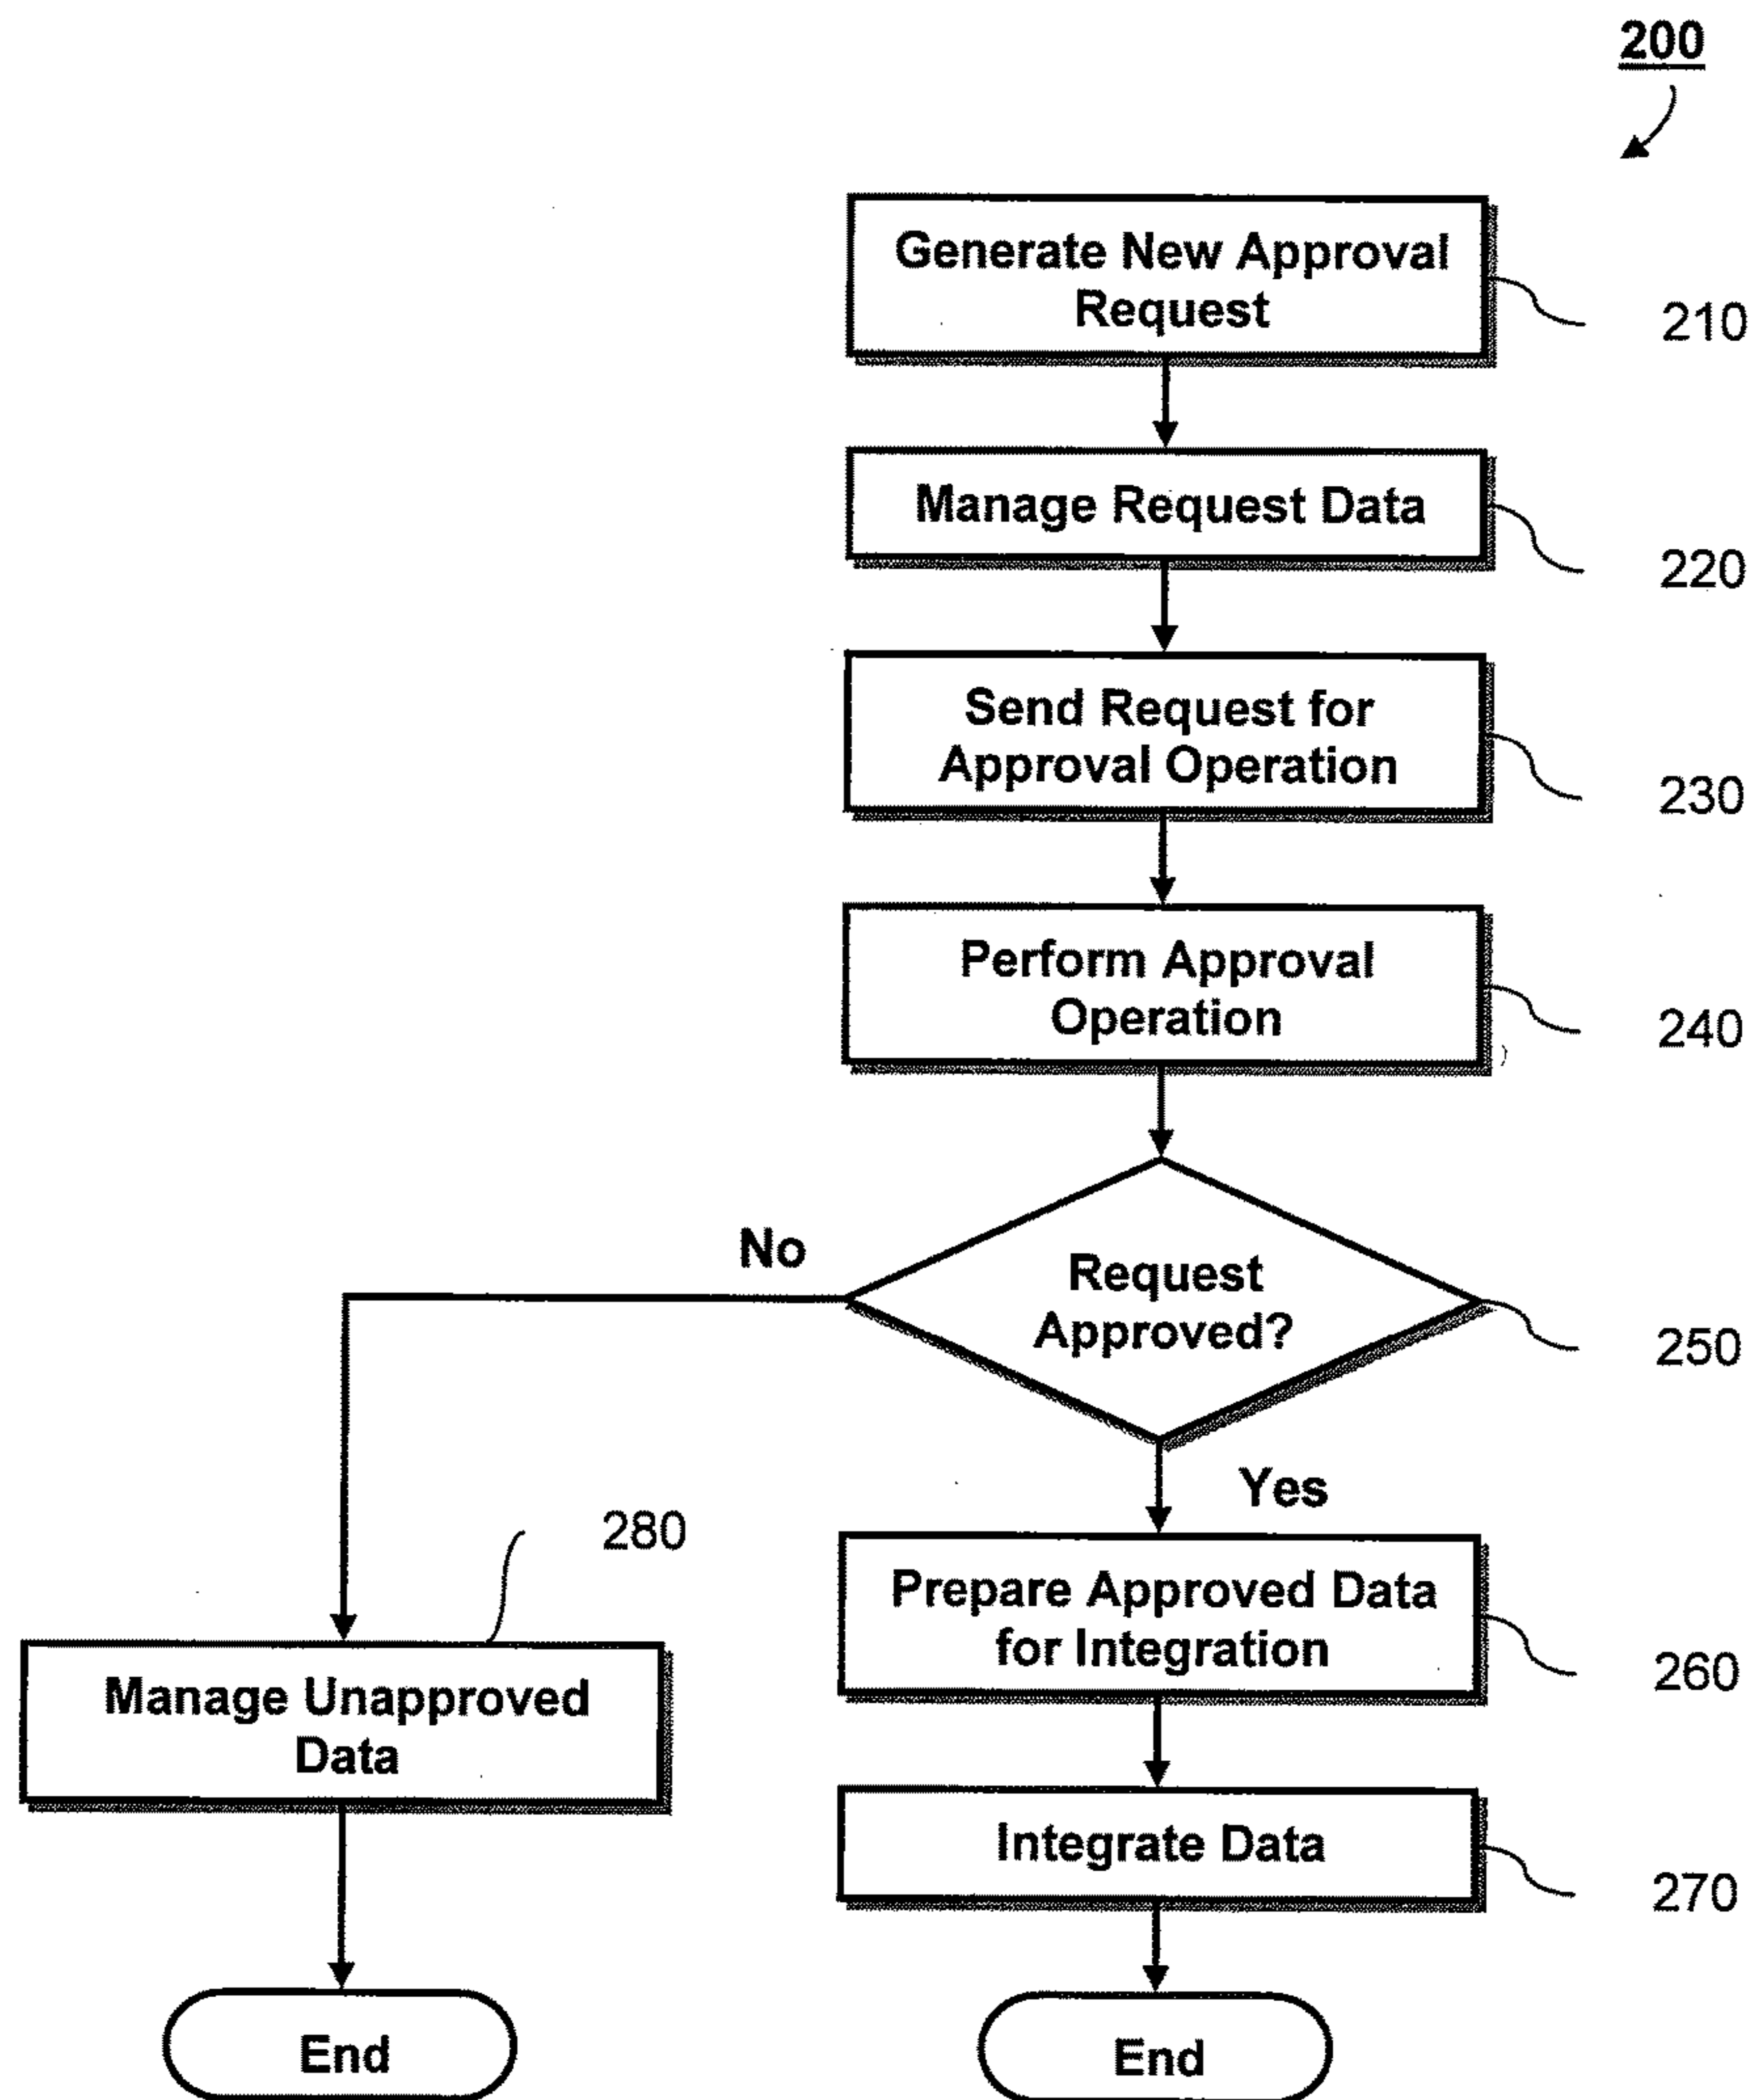 200
Generate New Approval
Request
210
Manage Request Data
220
Send Request for
Approval Operation
230
Perform Approval
Operation
240
No
Request
Approved?
250
Yes
280
Prepare Approved Data
for Integration
260
Manage Unapproved
Data
Integrate Data
270
End
End